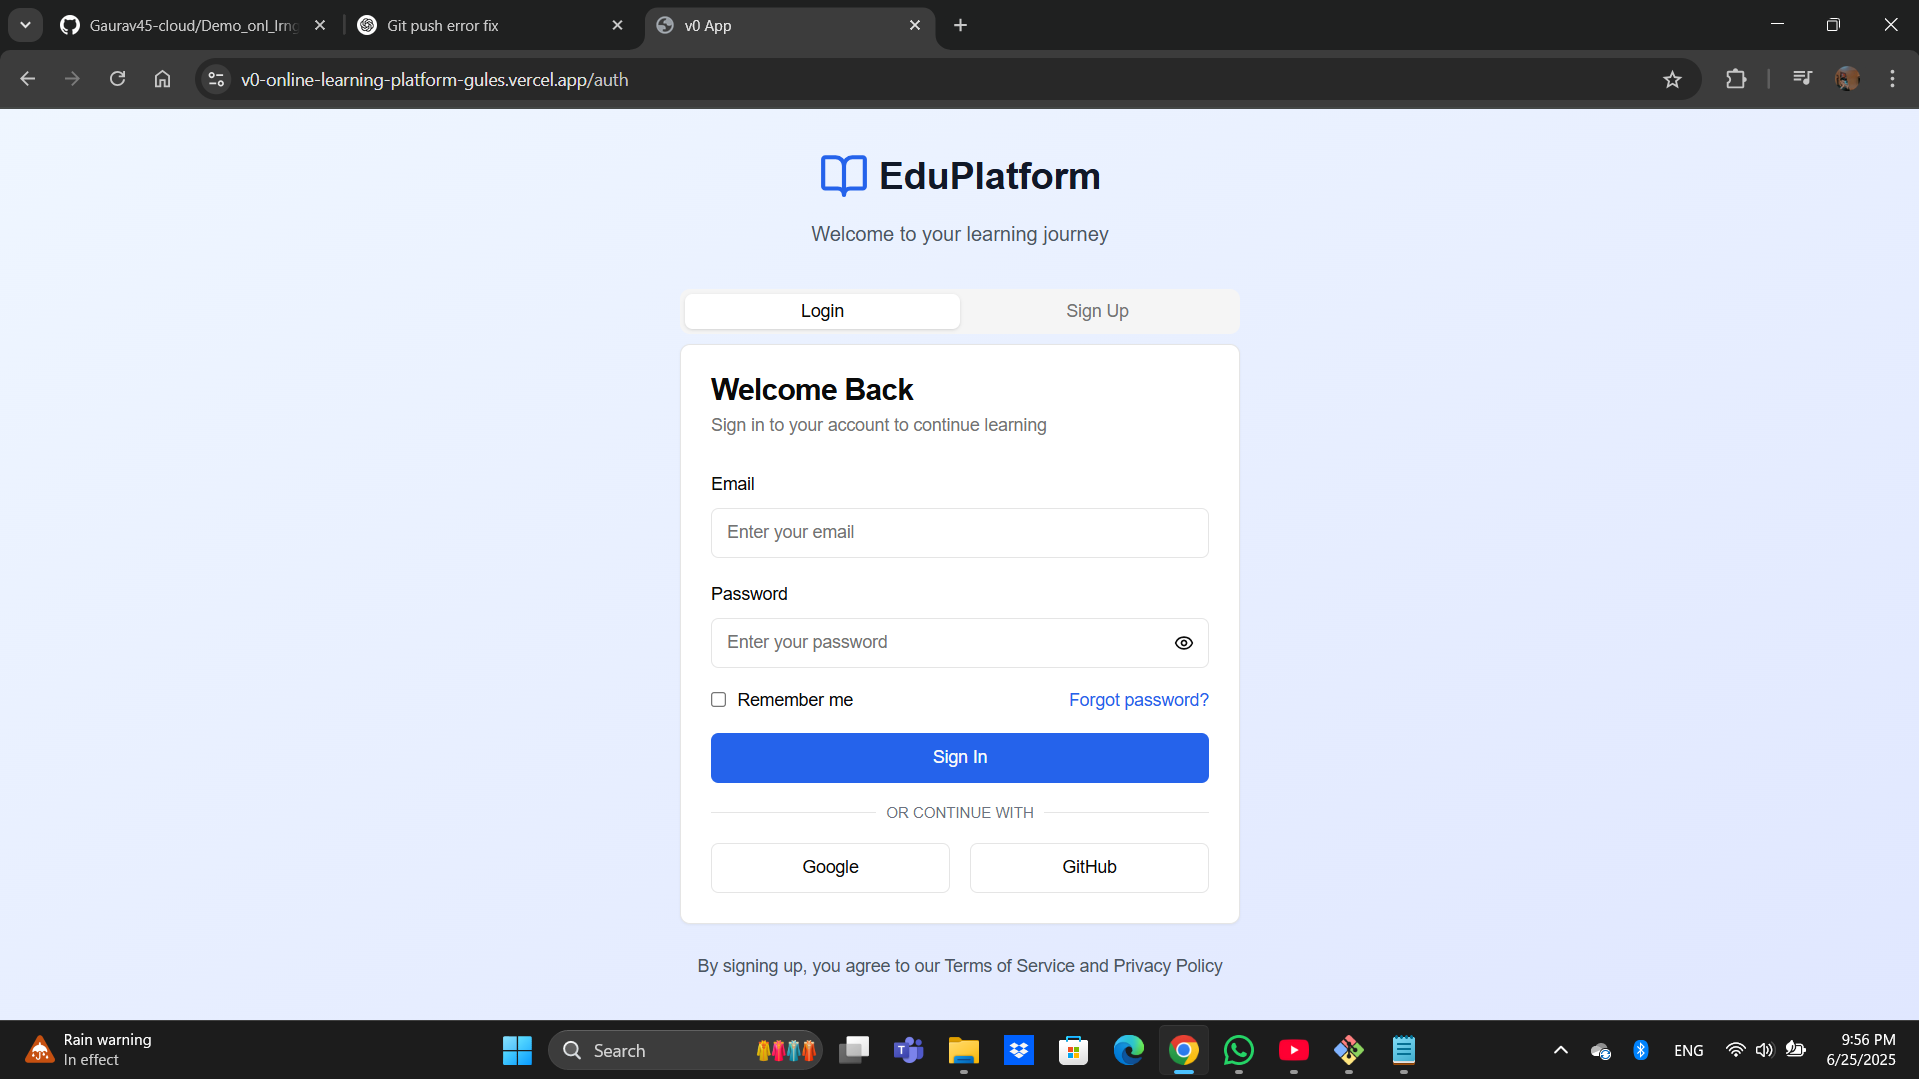 Gaurav45-cloud/Demo_onl_lrng
Git push error fix
v0 App
v0-online-learning-platform-gules.vercel.app/auth
EduPlatform
Welcome to your learning journey
Login
Sign Up
Welcome Back
Sign in to your account to continue learning
Email
Enter your email
Password
Enter your password
Remember me
Forgot password?
Sign In
OR CONTINUE WITH
Google
GitHub
By signing up, you agree to our Terms of Service and Privacy Policy
Rain warning
In effect
Search
ENG
9:56 PM
6/25/2025